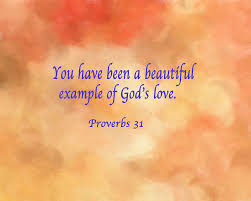 You have been a beautiful
example of God's love.
Proverbs 31